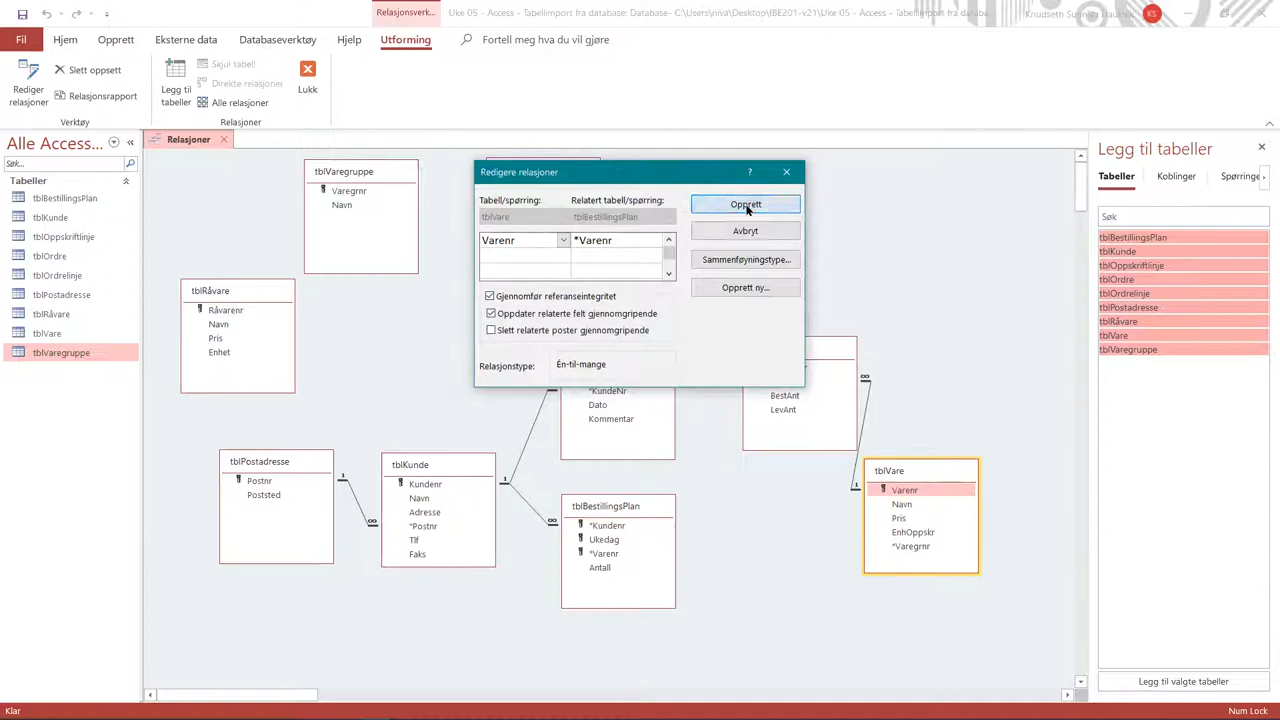 Relasjonsverk...
Uke 05 - Access - Tabellimport fra database: Database- C:\Users\niva\Desktop\IBE201-v21\Uke 05 - Access - Tabellimport fra databa...
Knudseth Sunniva Haulovik
KS
Fil
Hjem
Opprett
Eksterne data
Databaseverktøy
Hjelp
Utforming
Fortell meg hva du vil gjøre
Rediger relasjoner
Slett oppsett
Relasjonsrapport
Legg til tabeller
Skjul tabell
Direkte relasjoner
Alle relasjoner
Lukk
Verktøy
Relasjoner
Alle Access...
Søk...
Tabeller
tblBestillingsPlan
tblKunde
tblOppskriftlinje
tblOrdre
tblOrdrelinje
tblPostadresse
tblRåvare
tblVare
tblVaregruppe
Relasjoner
tblVaregruppe
Varegrnr
Navn
tblRåvare
Råvarenr
Navn
Pris
Enhet
Redigere relasjoner
?
Tabell/spørring:
Relatert tabell/spørring:
tblVare
tblBestillingsPlan
Varenr
*Varenr
Gjennomfør referanseintegritet
Oppdater relaterte felt gjennomgripende
Slett relaterte poster gjennomgripende
Relasjonstype:
Én-til-mange
Opprett
Avbryt
Sammenføyningstype...
Opprett ny...
*KundeNr
Dato
Kommentar
BestAnt
LevAnt
tblPostadresse
Postnr
Poststed
tblKunde
Kundenr
Navn
Adresse
*Postnr
Tlf
Faks
tblBestillingsPlan
*Kundenr
Ukedag
*Varenr
Antall
tblVare
Varenr
Navn
Pris
EnhOppskr
*Varegrnr
1
∞
1
∞
∞
1
Legg til tabeller
Tabeller
Koblinger
Spørringe
Søk
tblBestillingsPlan
tblKunde
tblOppskriftlinje
tblOrdre
tblOrdrelinje
tblPostadresse
tblRåvare
tblVare
tblVaregruppe
Legg til valgte tabeller
Klar
Num Lock